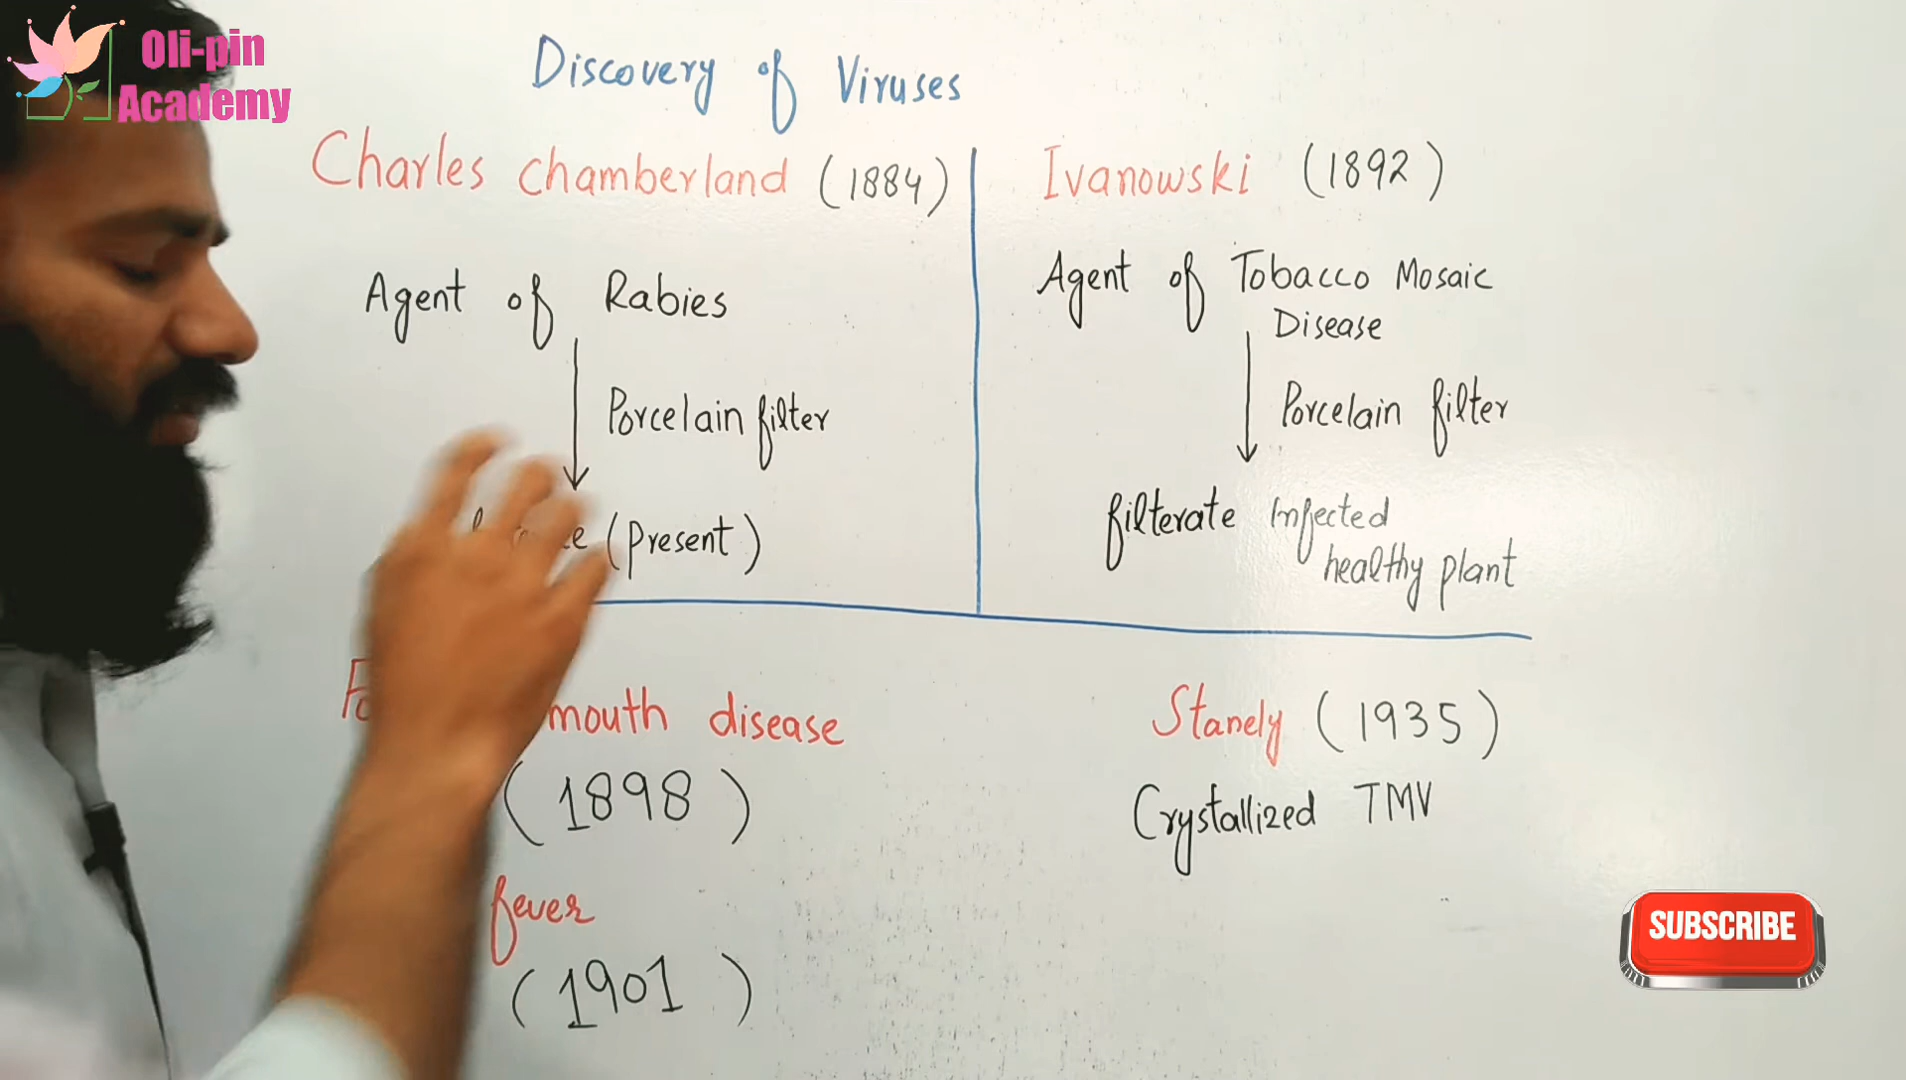 Oli-pin
Academy
Discovery of Viruses
Charles Chamberland (1884)
Agent of Rabies
Porcelain filter
(Present)
Ivanowski (1892)
Agent of Tobacco Mosaic
Disease
Porcelain filter
filterate Infected
healthy plant
mouth disease
(1898)
fever
(1901)
Stanely (1935)
Crystallized TMV
SUBSCRIBE